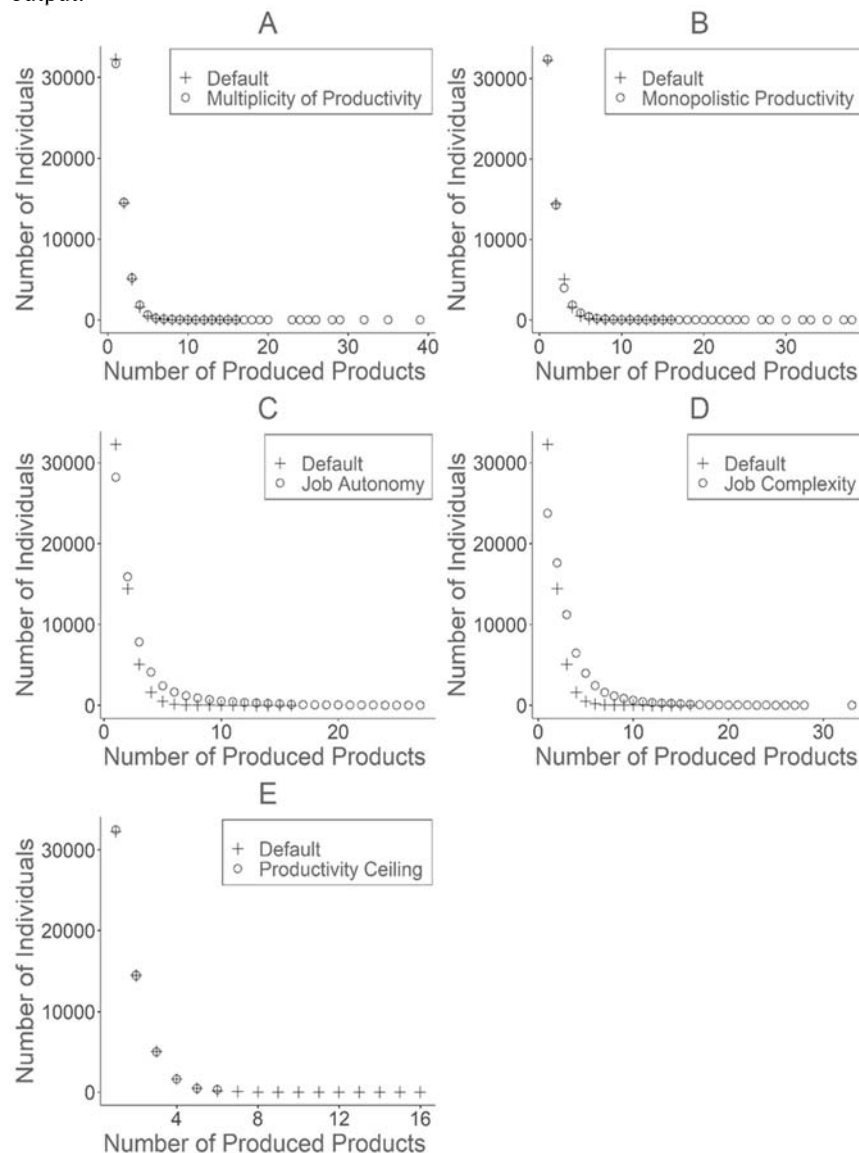 output.
A
Number of Individuals
30000
20000
10000
0
+ Default
○ Multiplicity of Productivity
0 10 20 30 40
Number of Produced Products
B
Number of Individuals
30000
20000
10000
0
+ Default
○ Monopolistic Productivity
0 10 20 30
Number of Produced Products
C
Number of Individuals
30000
20000
10000
0
+ Default
○ Job Autonomy
0 10 20
Number of Produced Products
D
Number of Individuals
30000
20000
10000
0
+ Default
○ Job Complexity
0 10 20 30
Number of Produced Products
E
Number of Individuals
30000
20000
10000
0
+ Default
○ Productivity Ceiling
4 8 12 16
Number of Produced Products